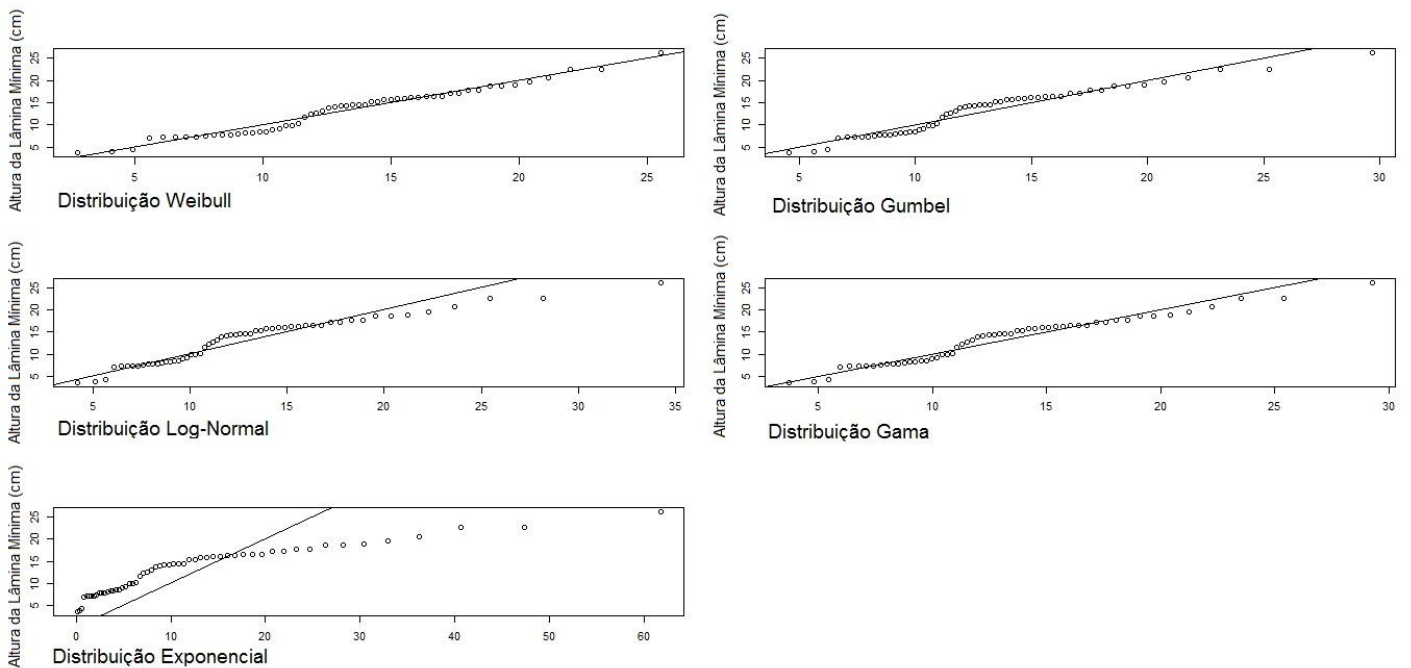 Altura da Lâmina Mínima (cm)
25
20
15
10
5
5 10 15 20 25
Distribuição Weibull
Altura da Lâmina Mínima (cm)
25
20
15
10
5
5 10 15 20 25 30
Distribuição Gumbel
Altura da Lâmina Mínima (cm)
25
20
15
10
5
5 10 15 20 25 30 35
Distribuição Log-Normal
Altura da Lâmina Mínima (cm)
25
20
15
10
5
5 10 15 20 25 30
Distribuição Gama
Altura da Lâmina Mínima (cm)
25
20
15
10
5
0 10 20 30 40 50 60
Distribuição Exponencial